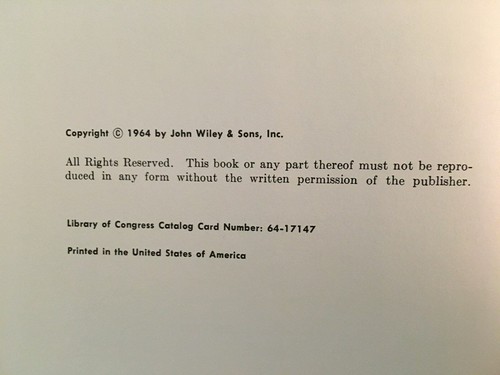 Copyright © 1964 by John Wiley & Sons, Inc.
All Rights Reserved. This book or any part thereof must not be repro-
duced in any form without the written permission of the publisher.
Library of Congress Catalog Card Number: 64-17147
Printed in the United States of America